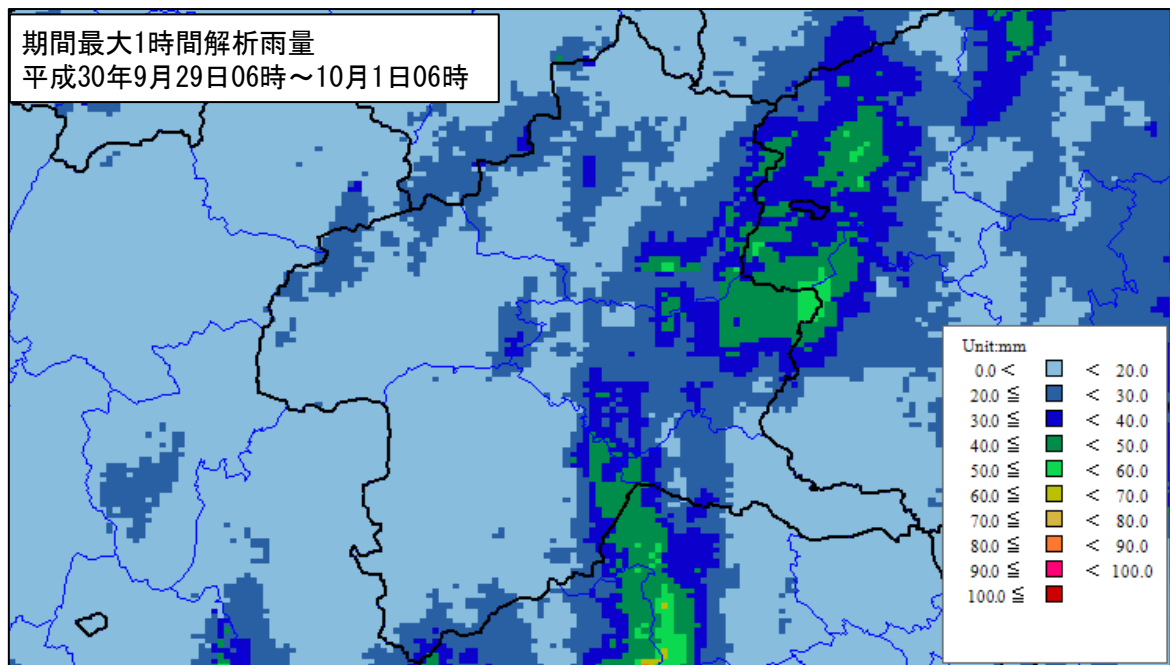 期間最大1時間解析雨量
平成30年9月29日06時～10月1日06時
Unit:mm
0.0 < < 20.0
20.0 ≦ < 30.0
30.0 ≦ < 40.0
40.0 ≦ < 50.0
50.0 ≦ < 60.0
60.0 ≦ < 70.0
70.0 ≦ < 80.0
80.0 ≦ < 90.0
90.0 ≦ < 100.0
100.0 ≦